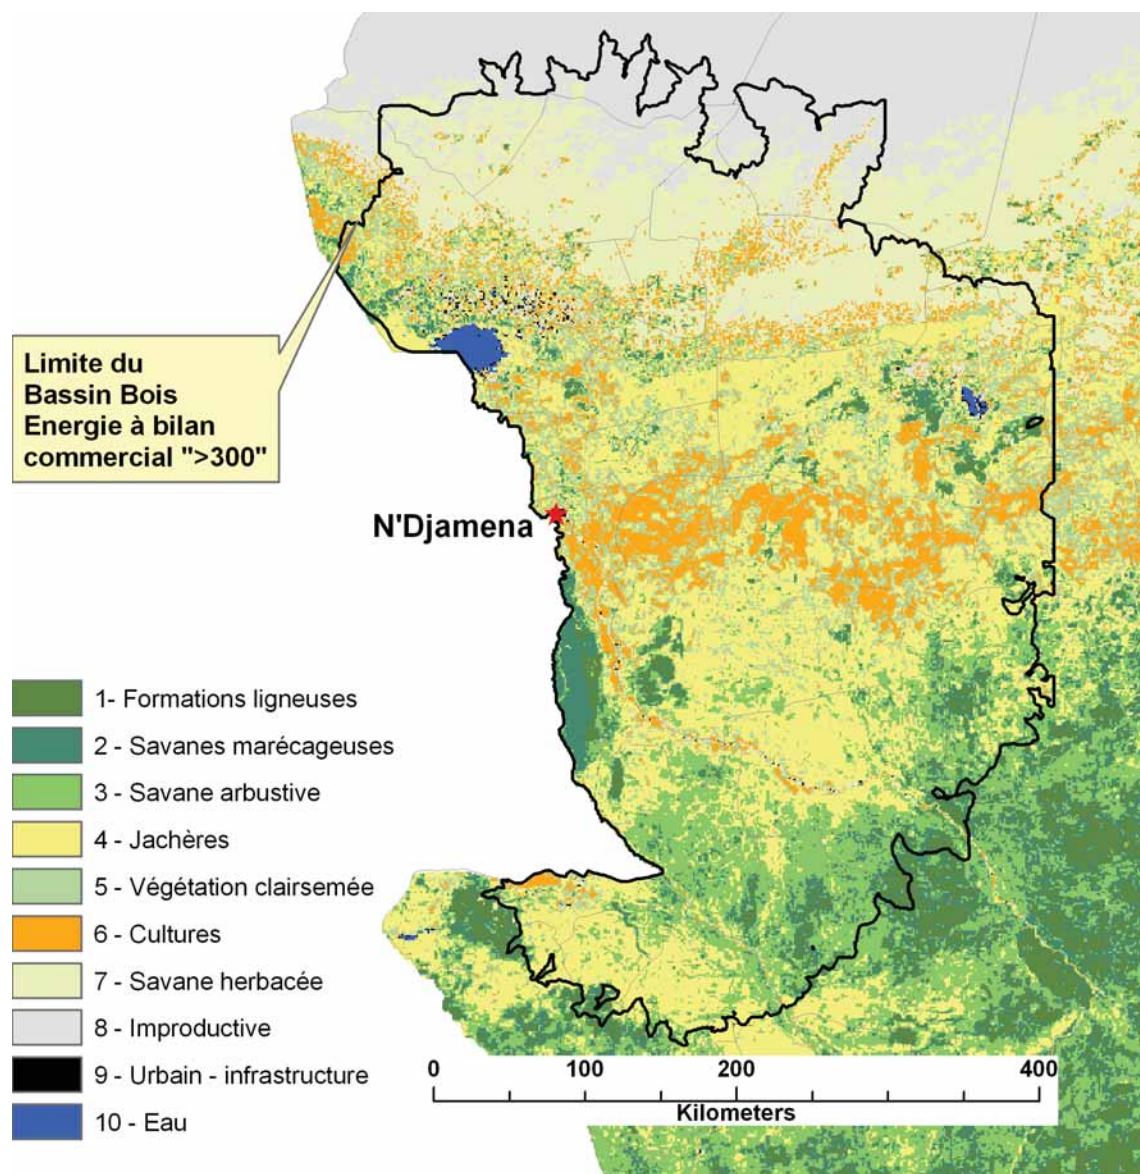 Limite du
Bassin Bois
Energie à bilan
commercial ">300"
N'Djamena
1- Formations ligneuses
2 - Savanes marécageuses
3 - Savane arbustive
4 - Jachères
5 - Végétation clairsemée
6 - Cultures
7 - Savane herbacée
8 - Improductive
9 - Urbain - infrastructure
10 - Eau
0 100 200 400
Kilometers